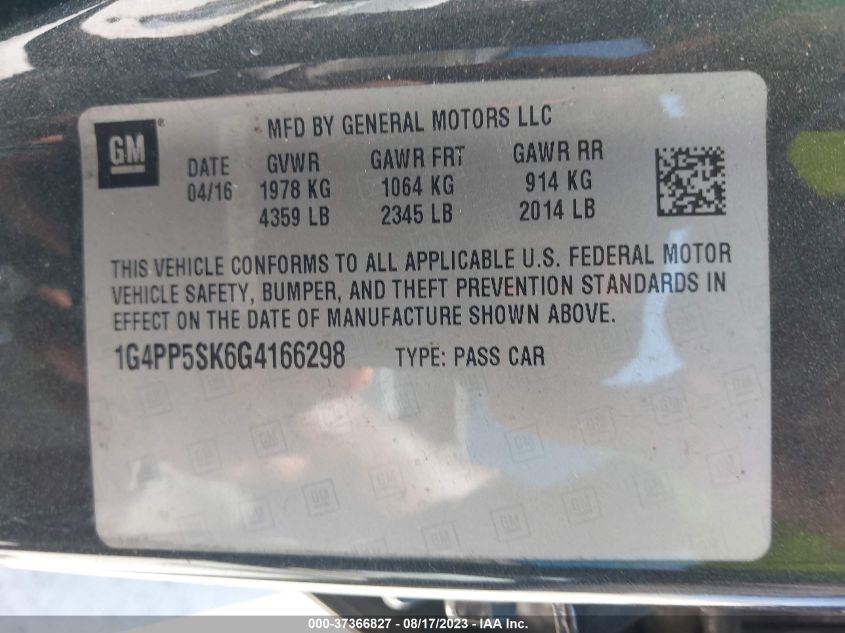 GM ®
MFD BY GENERAL MOTORS LLC
DATE GVWR GAWR FRT GAWR RR
04/16 1978 KG 1064 KG 914 KG
4359 LB 2345 LB 2014 LB
THIS VEHICLE CONFORMS TO ALL APPLICABLE U.S. FEDERAL MOTOR
VEHICLE SAFETY, BUMPER, AND THEFT PREVENTION STANDARDS IN
EFFECT ON THE DATE OF MANUFACTURE SHOWN ABOVE.
1G4PP5SK6G4166298 TYPE: PASS CAR
000-37366827 - 08/17/2023 - IAA Inc.